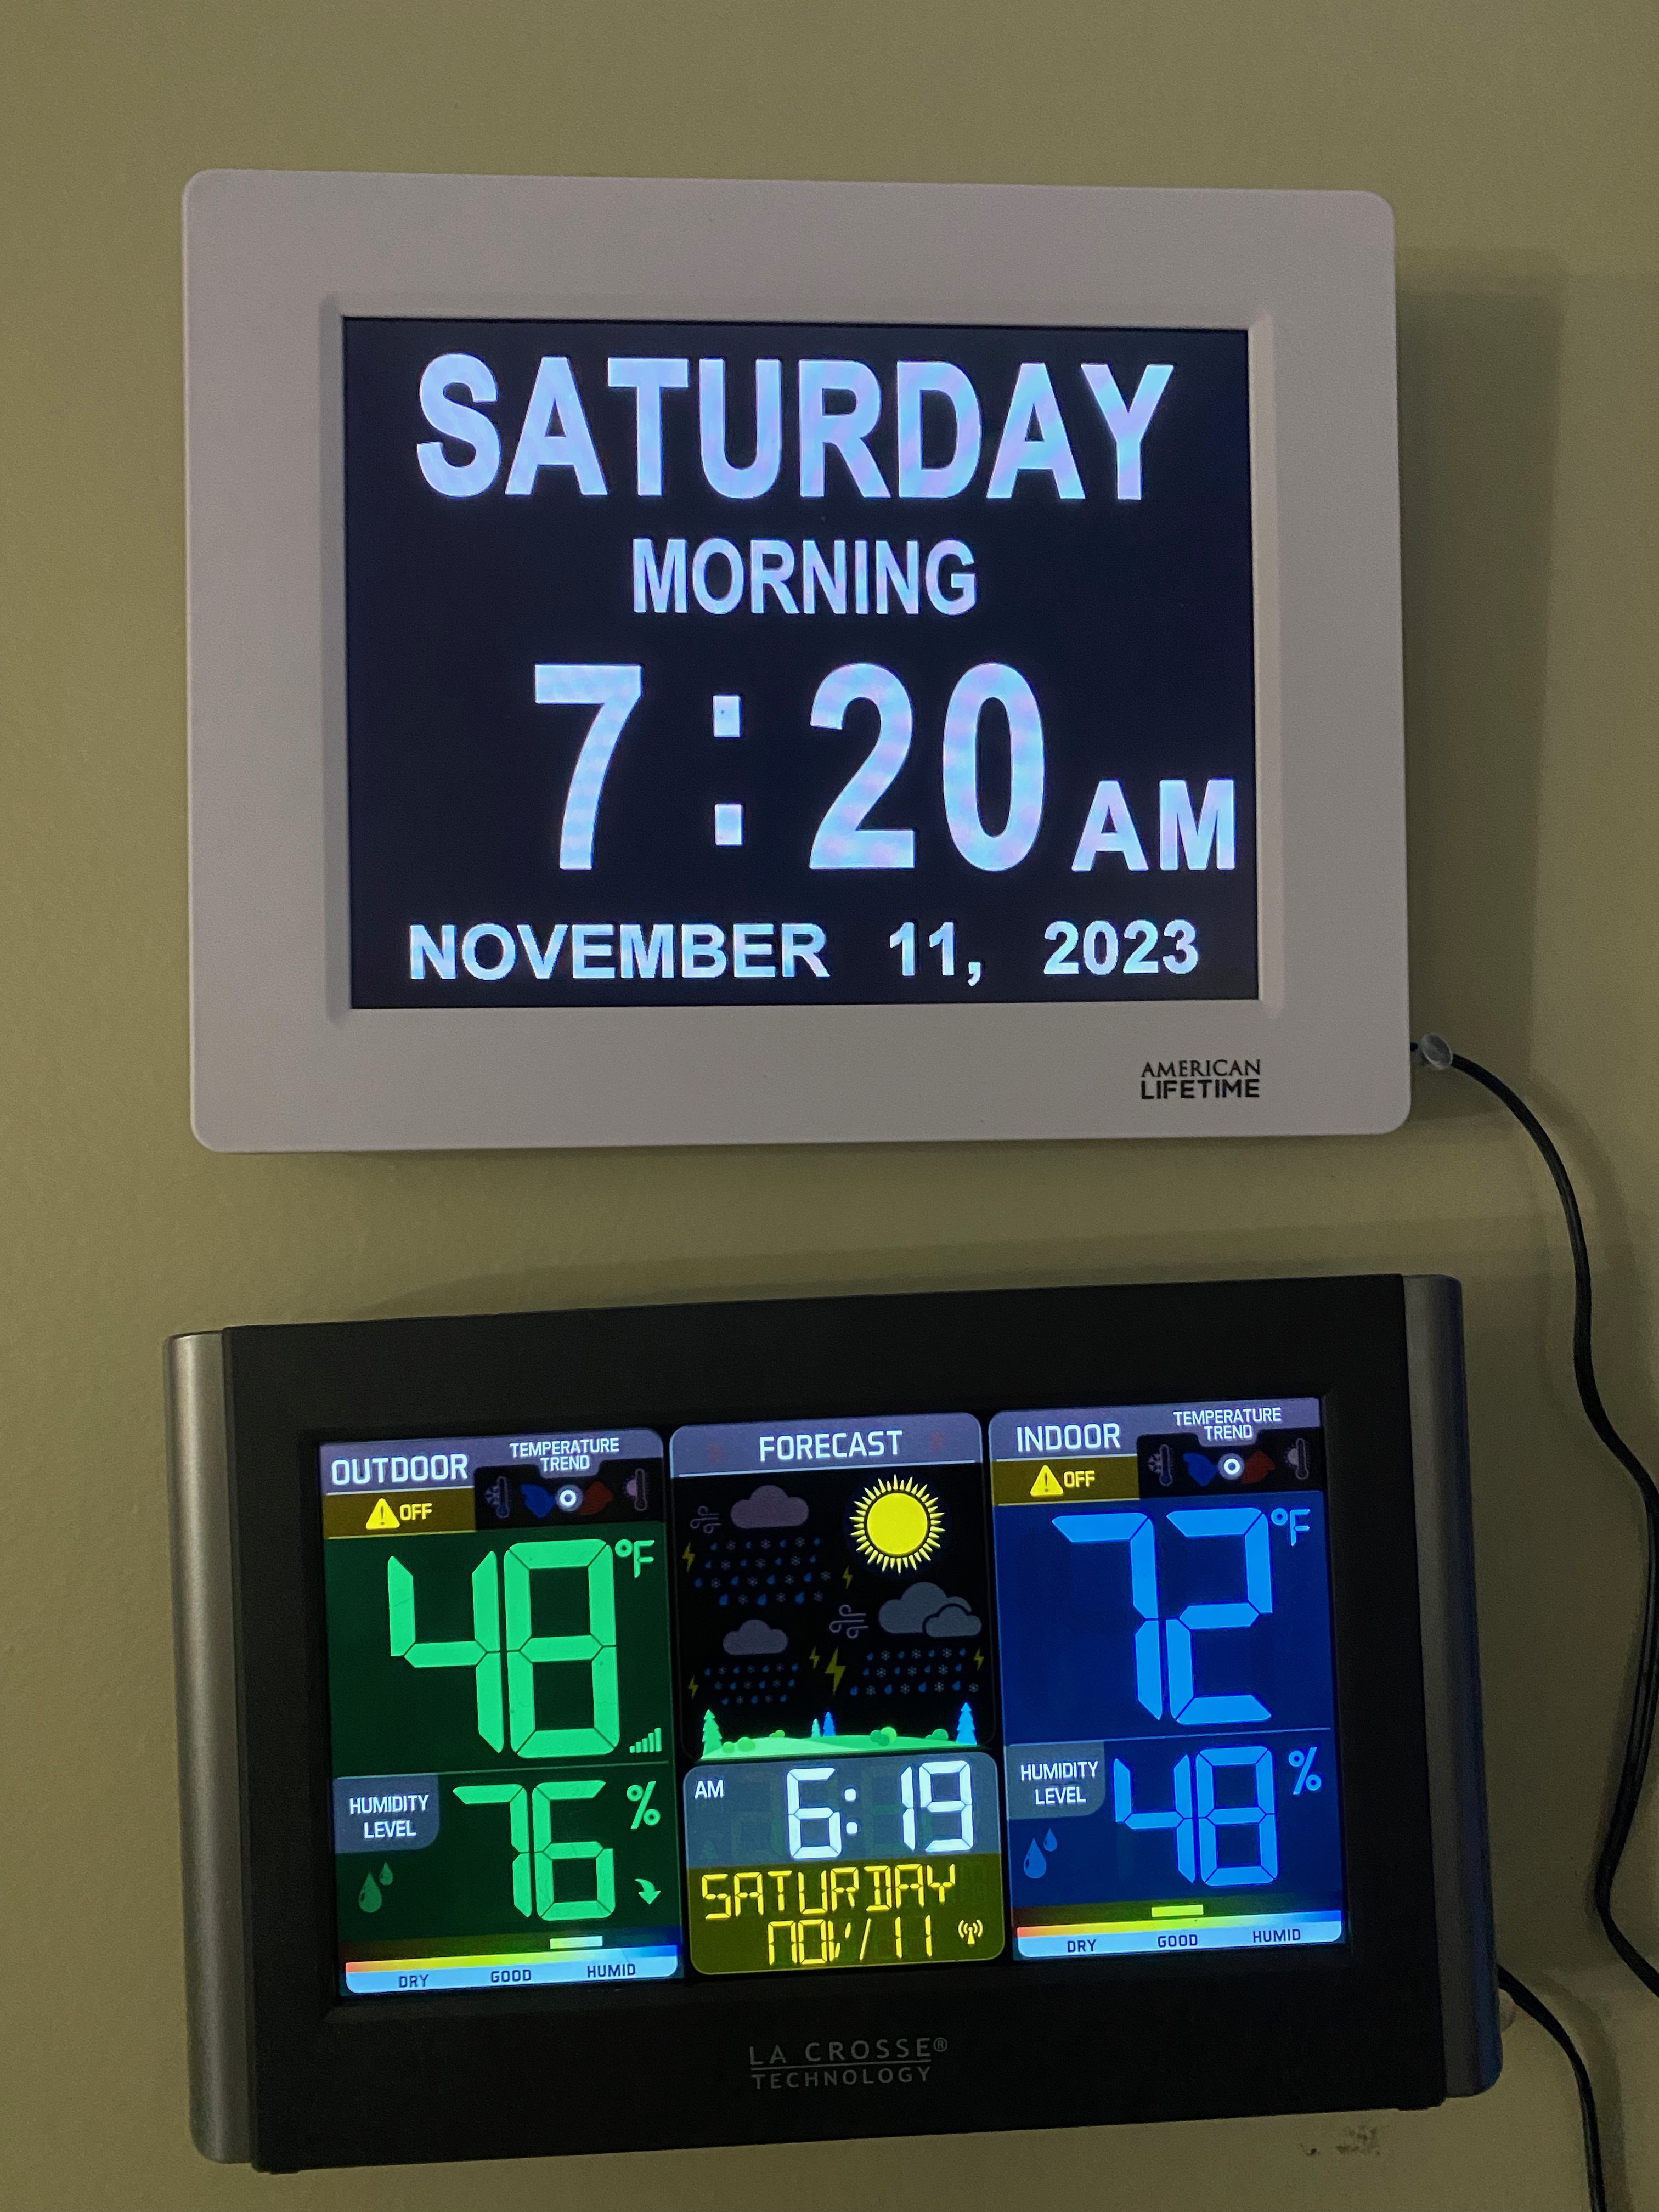 SATURDAY
MORNING
7:20 AM
NOVEMBER 11, 2023
AMERICAN
LIFETIME
OUTDOOR
TEMPERATURE
TREND
OFF
48 °F
HUMIDITY
LEVEL
76 %
DRY GOOD HUMID
FORECAST
AM 6:19
SATURDAY
NOV/11
INDOOR
TEMPERATURE
TREND
OFF
72 °F
HUMIDITY
LEVEL
48 %
DRY GOOD HUMID
LA CROSSE®
TECHNOLOGY